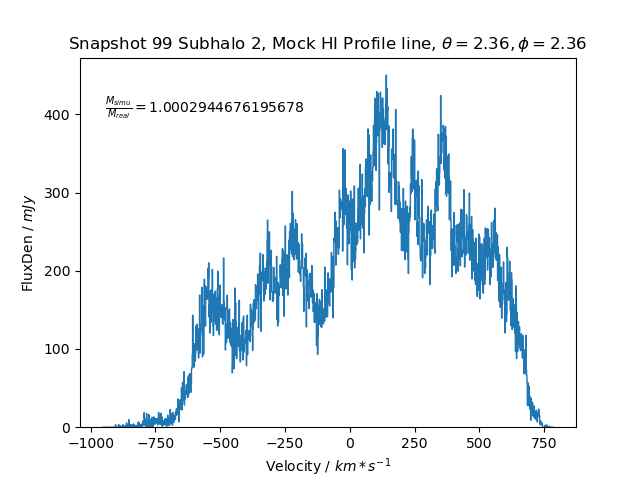 Snapshot 99 Subhalo 2, Mock HI Profile line, θ = 2.36, ϕ = 2.36
M_simu/M_real = 1.0002944676195678
FluxDen / mJy
400
300
200
100
0
−1000 −750 −500 −250 0 250 500 750
Velocity / km * s⁻¹